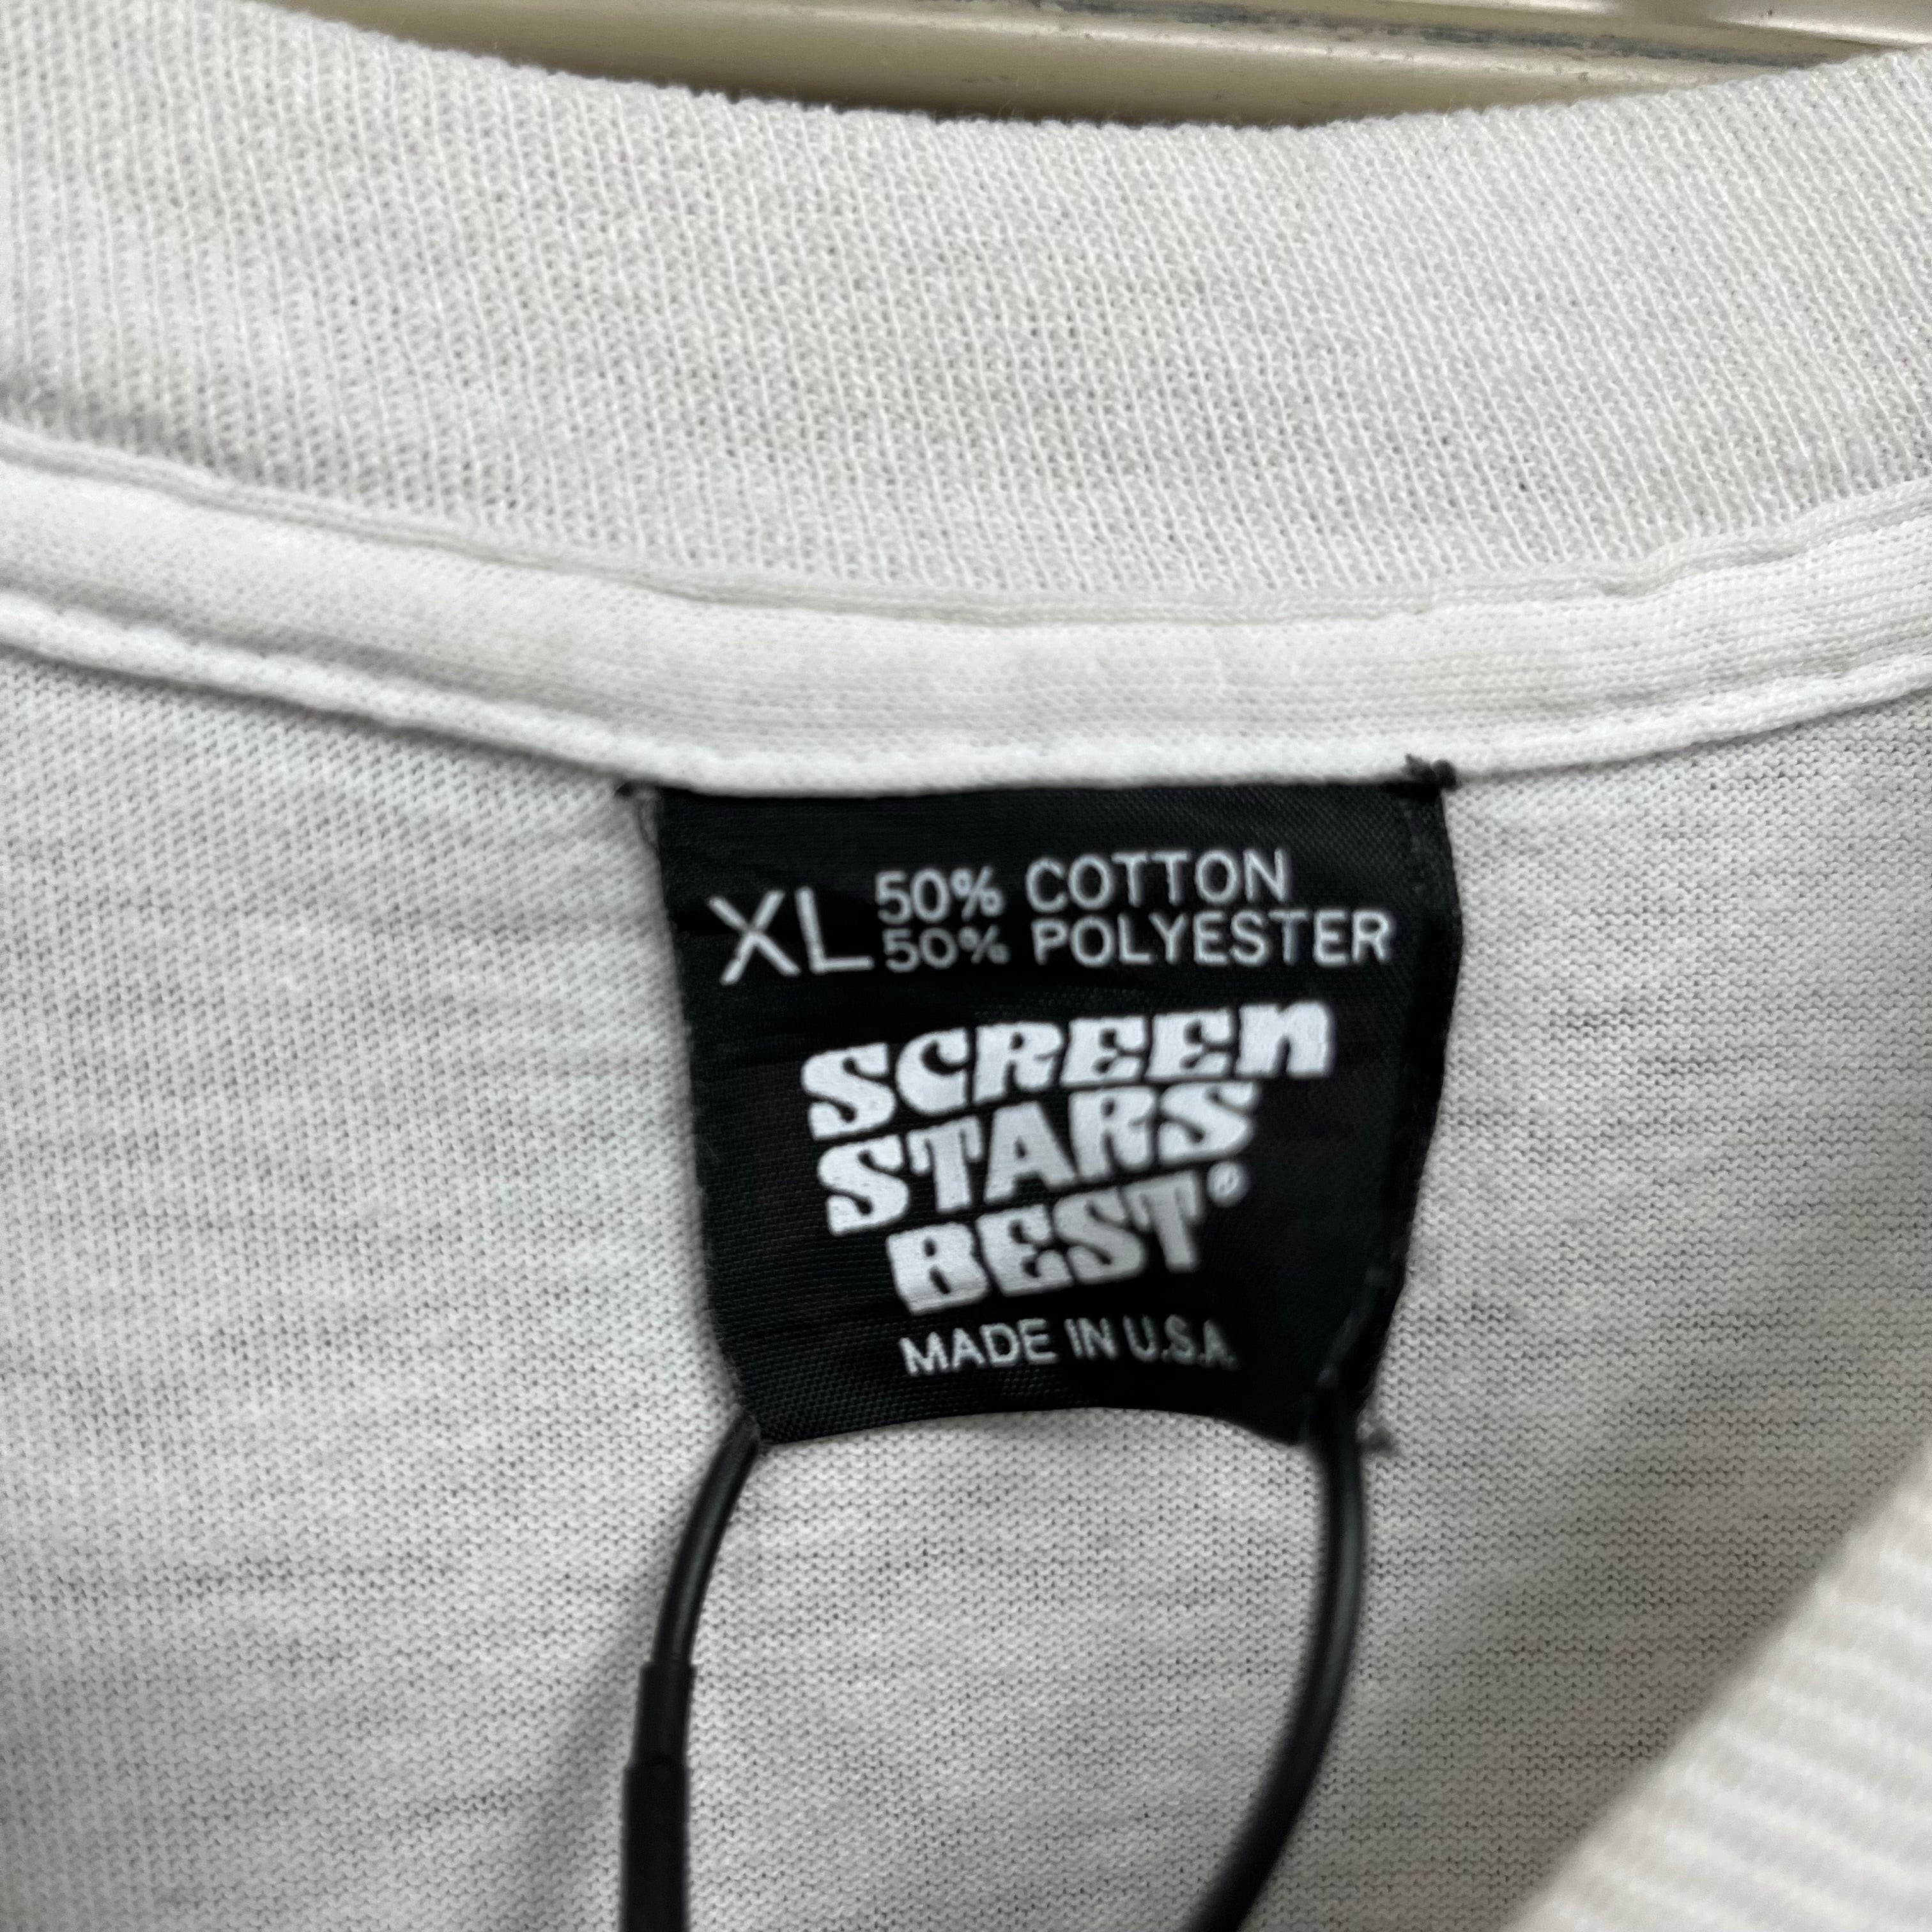 XL 50% COTTON
50% POLYESTER
SCREEN
STARS
BEST®
MADE IN U.S.A.